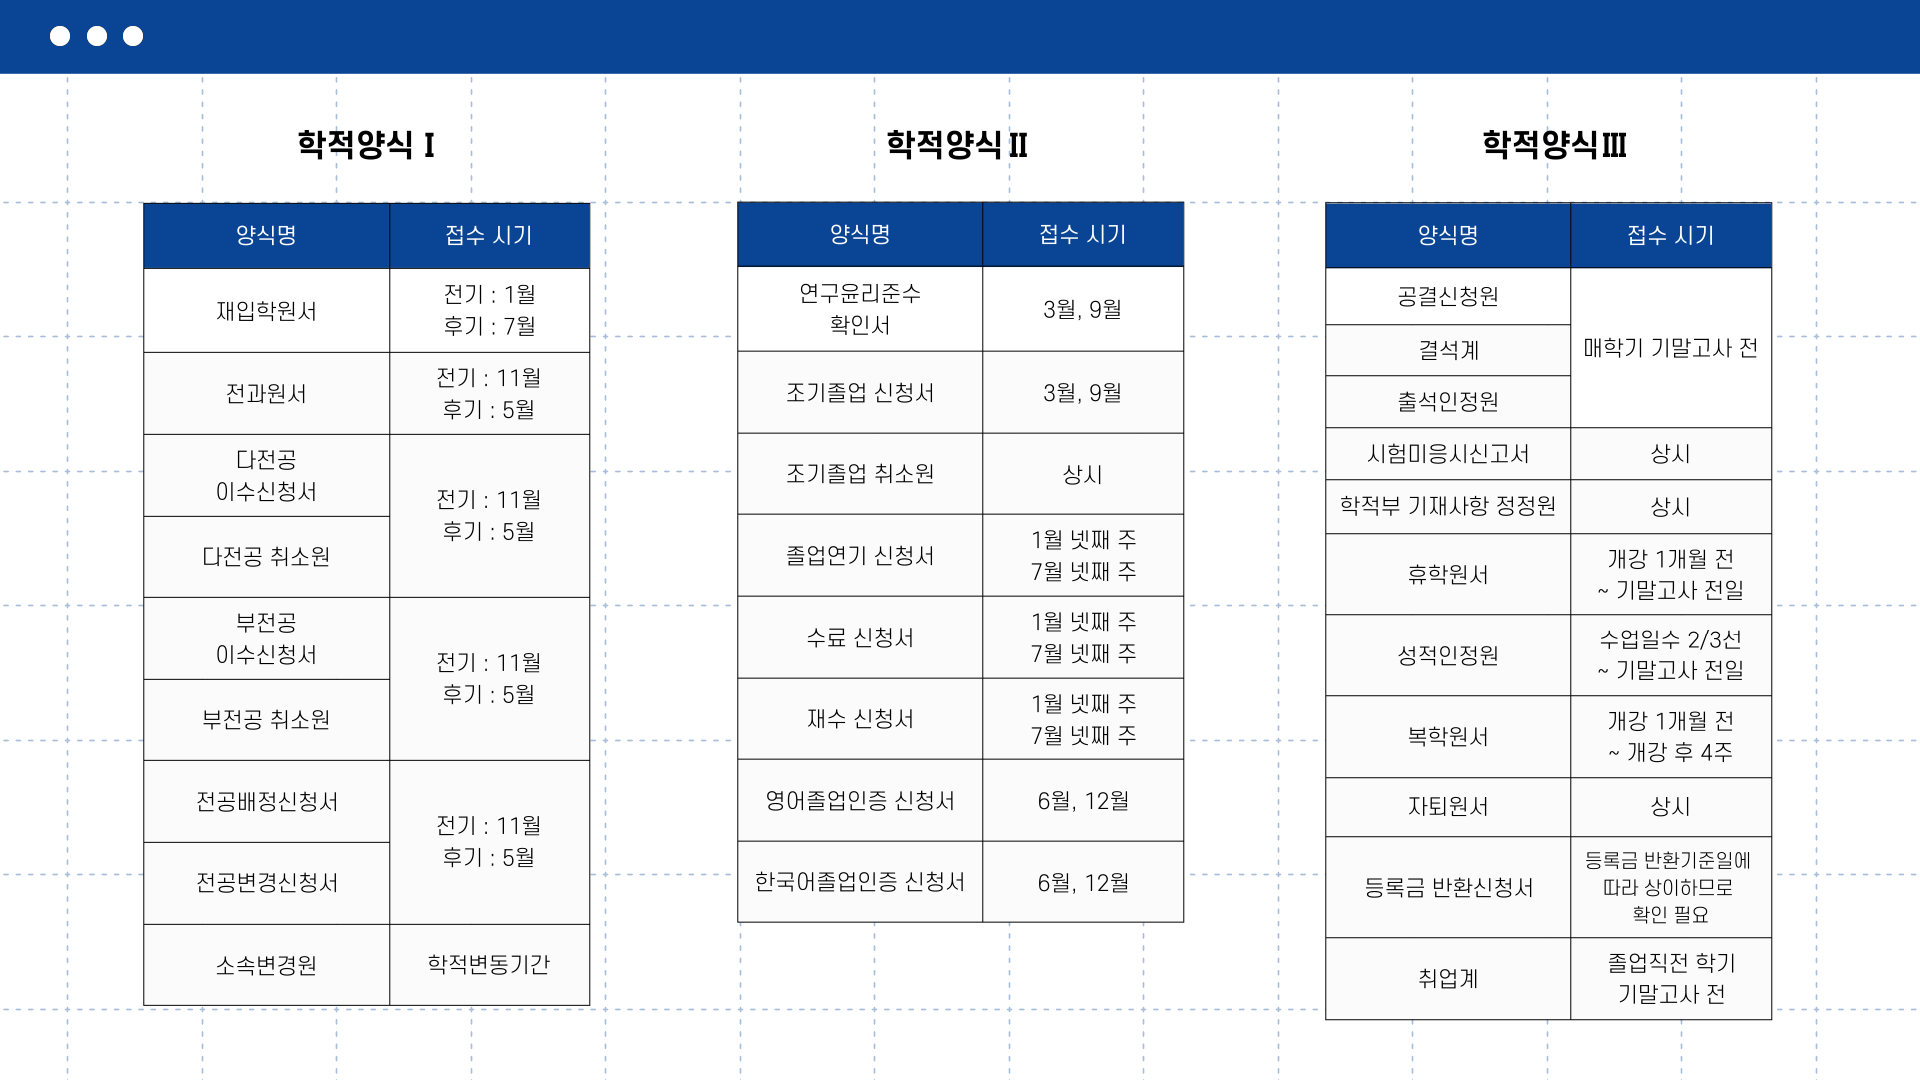 학적양식 Ⅰ
양식명 접수 시기
재입학원서 전기 : 1월
후기 : 7월
전과원서 전기 : 11월
후기 : 5월
다전공
이수신청서
다전공 취소원
전기 : 11월
후기 : 5월
부전공
이수신청서
부전공 취소원
전기 : 11월
후기 : 5월
전공배정신청서
전공변경신청서
전기 : 11월
후기 : 5월
소속변경원 학적변동기간
학적양식Ⅱ
양식명 접수 시기
연구윤리준수
확인서
3월, 9월
조기졸업 신청서 3월, 9월
조기졸업 취소원 상시
졸업연기 신청서 1월 넷째 주
7월 넷째 주
수료 신청서 1월 넷째 주
7월 넷째 주
재수 신청서 1월 넷째 주
7월 넷째 주
영어졸업인증 신청서 6월, 12월
한국어졸업인증 신청서 6월, 12월
학적양식Ⅲ
양식명 접수 시기
공결신청원
결석계
출석인정원
매학기 기말고사 전
시험미응시신고서 상시
학적부 기재사항 정정원 상시
휴학원서 개강 1개월 전
~ 기말고사 전일
성적인정원 수업일수 2/3선
~ 기말고사 전일
복학원서 개강 1개월 전
~ 개강 후 4주
자퇴원서 상시
등록금 반환신청서 등록금 반환기준일에
따라 상이하므로
확인 필요
취업계 졸업직전 학기
기말고사 전